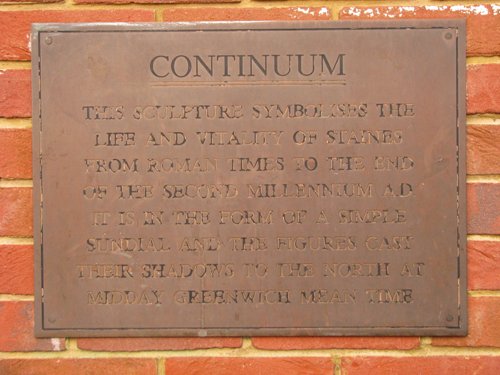 CONTINUUM
THIS SCULPTURE SYMBOLISES THE
LIFE AND VITALITY OF STAINES
FROM ROMAN TIMES TO THE END
OF THE SECOND MILLENNIUM A.D.
IT IS IN THE FORM OF A SIMPLE
SUNDIAL AND THE FIGURES CAST
THEIR SHADOWS TO THE NORTH AT
MIDDAY GREENWICH MEAN TIME